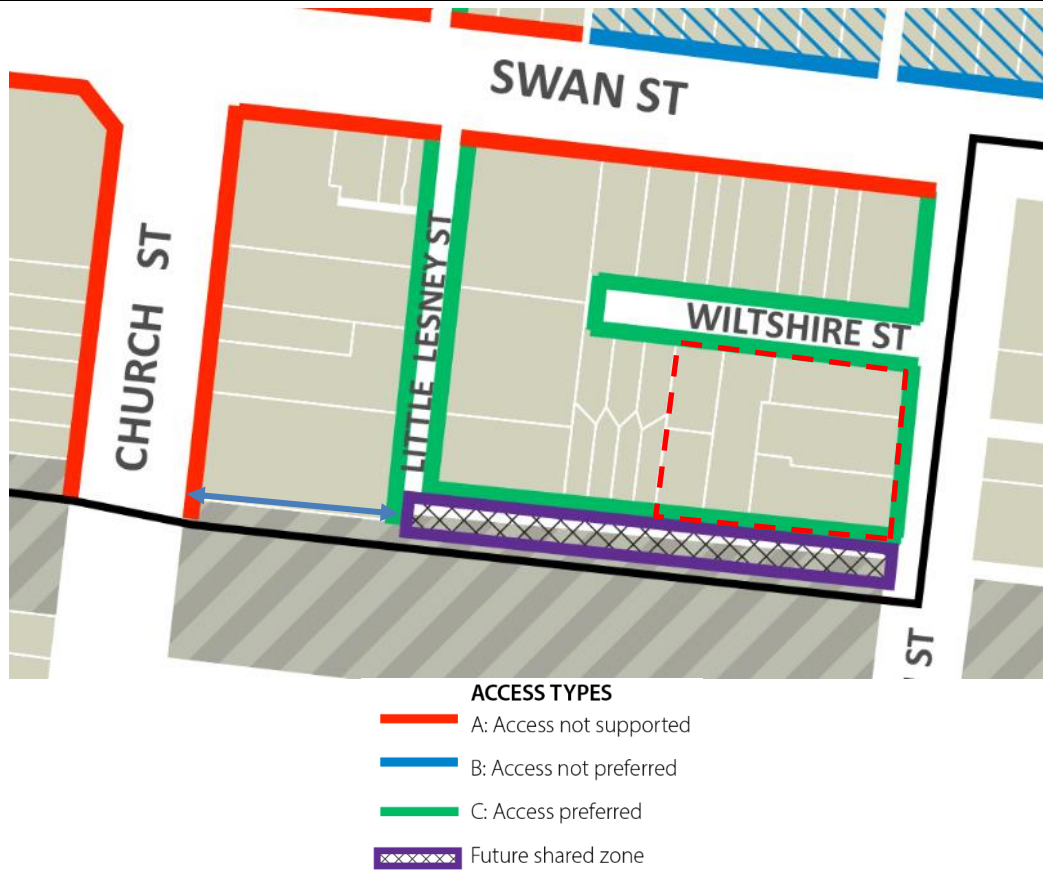 SWAN ST
CHURCH ST
LITTLE LESNEY ST
WILTSHIRE ST
ST
ACCESS TYPES
A: Access not supported
B: Access not preferred
C: Access preferred
Future shared zone